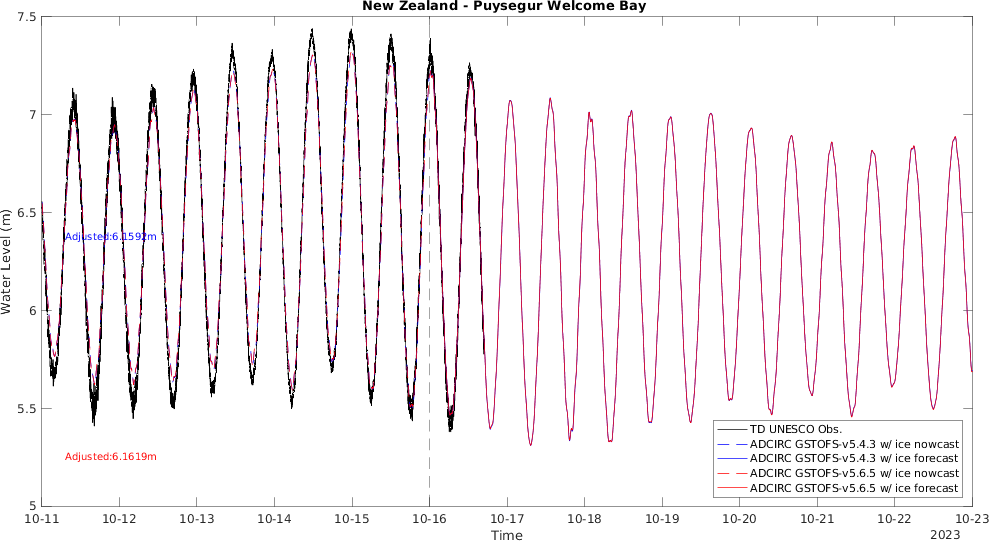 New Zealand - Puysegur Welcome Bay
7.5
7
6.5
6
5.5
5
Water Level (m)
Adjusted:6.1592m
Adjusted:6.1619m
TD UNESCO Obs.
ADCIRC GSTOFS-v5.4.3 w/ ice nowcast
ADCIRC GSTOFS-v5.4.3 w/ ice forecast
ADCIRC GSTOFS-v5.6.5 w/ ice nowcast
ADCIRC GSTOFS-v5.6.5 w/ ice forecast
10-11 10-12 10-13 10-14 10-15 10-16 10-17 10-18 10-19 10-20 10-21 10-22 10-23
Time
2023